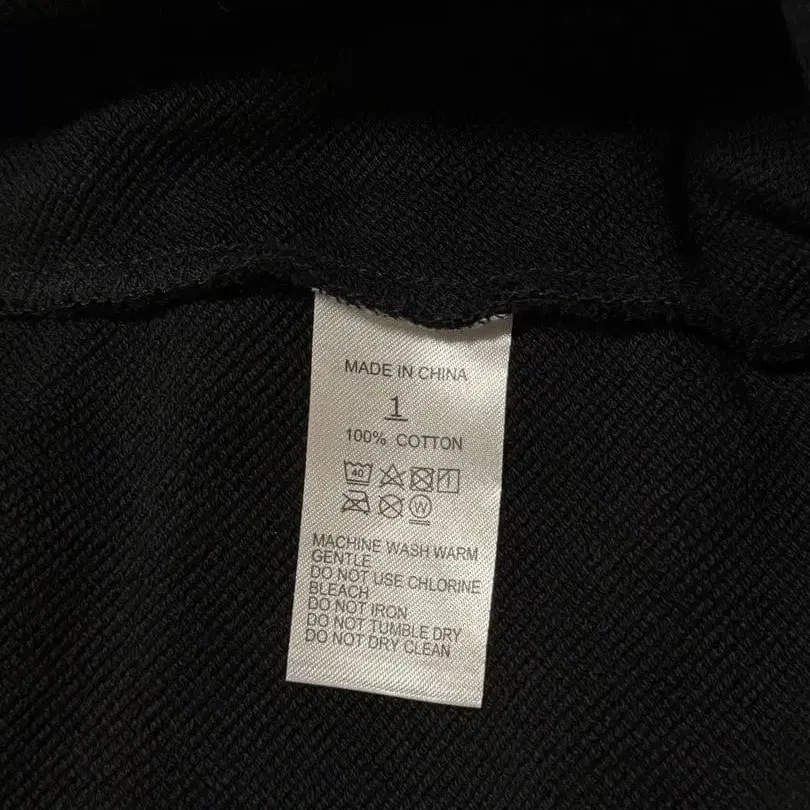 MADE IN CHINA
1
100% COTTON
40
W
MACHINE WASH WARM
GENTLE
DO NOT USE CHLORINE
BLEACH
DO NOT IRON
DO NOT TUMBLE DRY
DO NOT DRY CLEAN